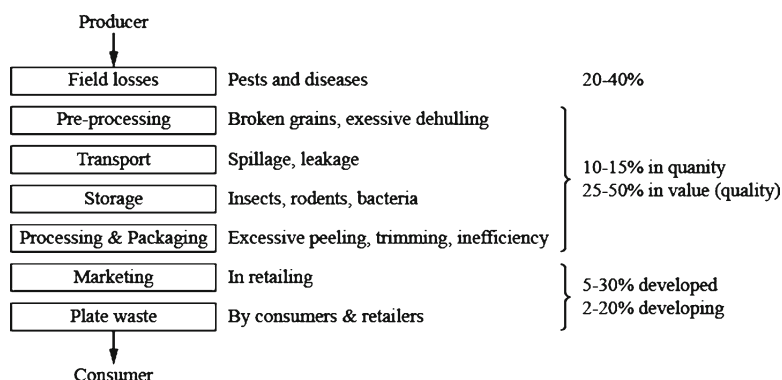 Producer
Field losses Pests and diseases 20-40%
Pre-processing Broken grains, exessive dehulling
Transport Spillage, leakage
10-15% in quanity
25-50% in value (quality)
Storage Insects, rodents, bacteria
Processing & Packaging Excessive peeling, trimming, inefficiency
Marketing In retailing
5-30% developed
2-20% developing
Plate waste By consumers & retailers
Consumer